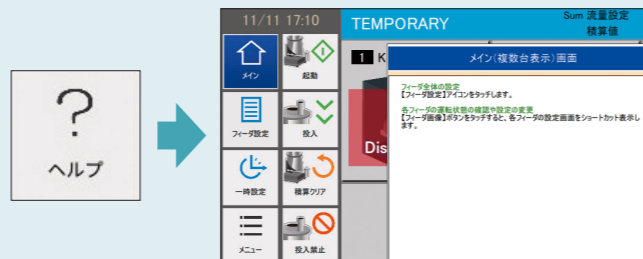 ?
ヘルプ
11/11 17:10
TEMPORARY
Sum 流量設定
積算値
メイン
起動
1 K
メイン(複数台表示)画面
フィーダ全体の設定
【フィーダ設定】アイコンをタッチします。
各フィーダの運転状態の確認や設定の変更
【フィーダ画像】ボタンをタッチすると、各フィーダの設定画面をショートカット表示し
ます。
フィーダ設定
投入
Dis
一時設定
積算クリア
メニュー
投入禁止